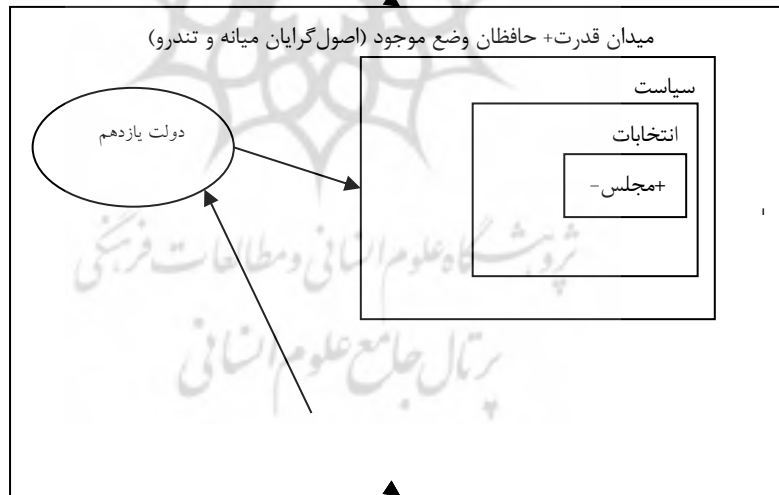 میدان قدرت+ حافظان وضع موجود (اصول‌گرایان میانه و تندرو)
سیاست
انتخابات
دولت یازدهم
+مجلس-
پژوهشگاه علوم انسانی و مطالعات فرهنگی
پرتال جامع علوم انسانی